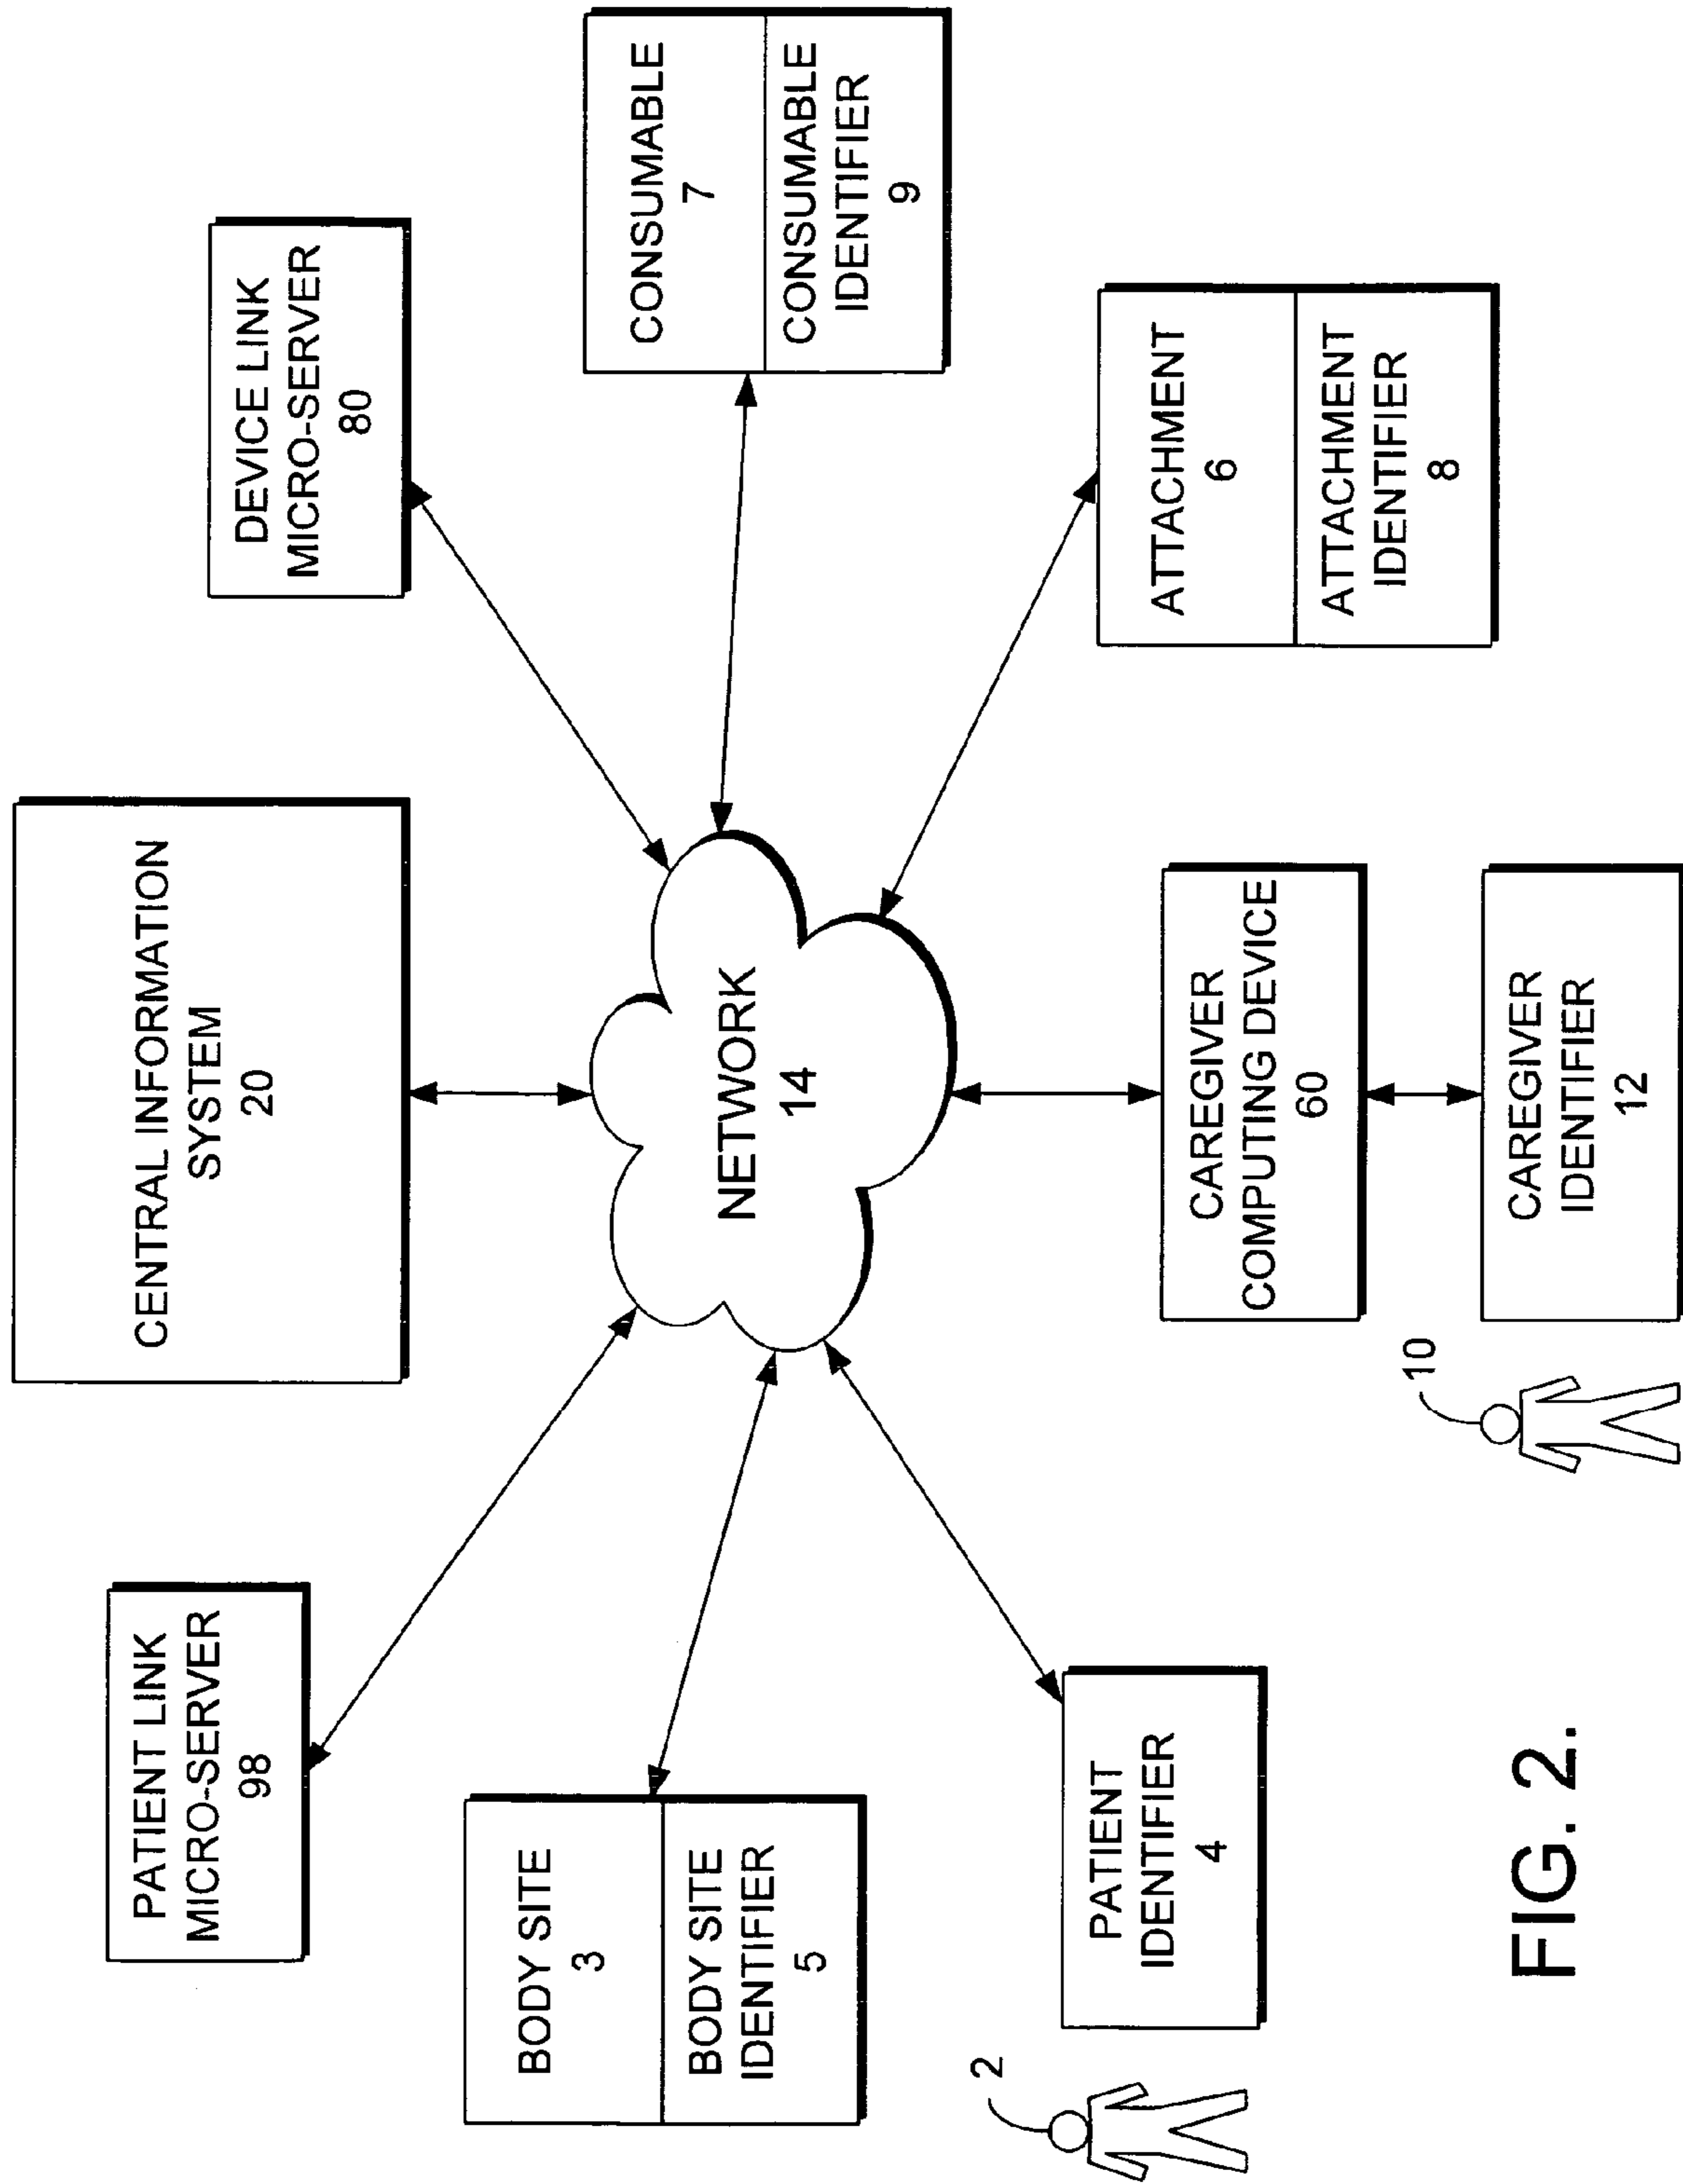 CENTRAL INFORMATION
SYSTEM
20
PATIENT LINK
MICRO-SERVER
98
DEVICE LINK
MICRO-SERVER
80
BODY SITE
3
BODY SITE
IDENTIFIER
5
NETWORK
14
CONSUMABLE
7
CONSUMABLE
IDENTIFIER
9
2
PATIENT
IDENTIFIER
4
CAREGIVER
COMPUTING DEVICE
60
ATTACHMENT
6
ATTACHMENT
IDENTIFIER
8
10
CAREGIVER
IDENTIFIER
12
FIG. 2.